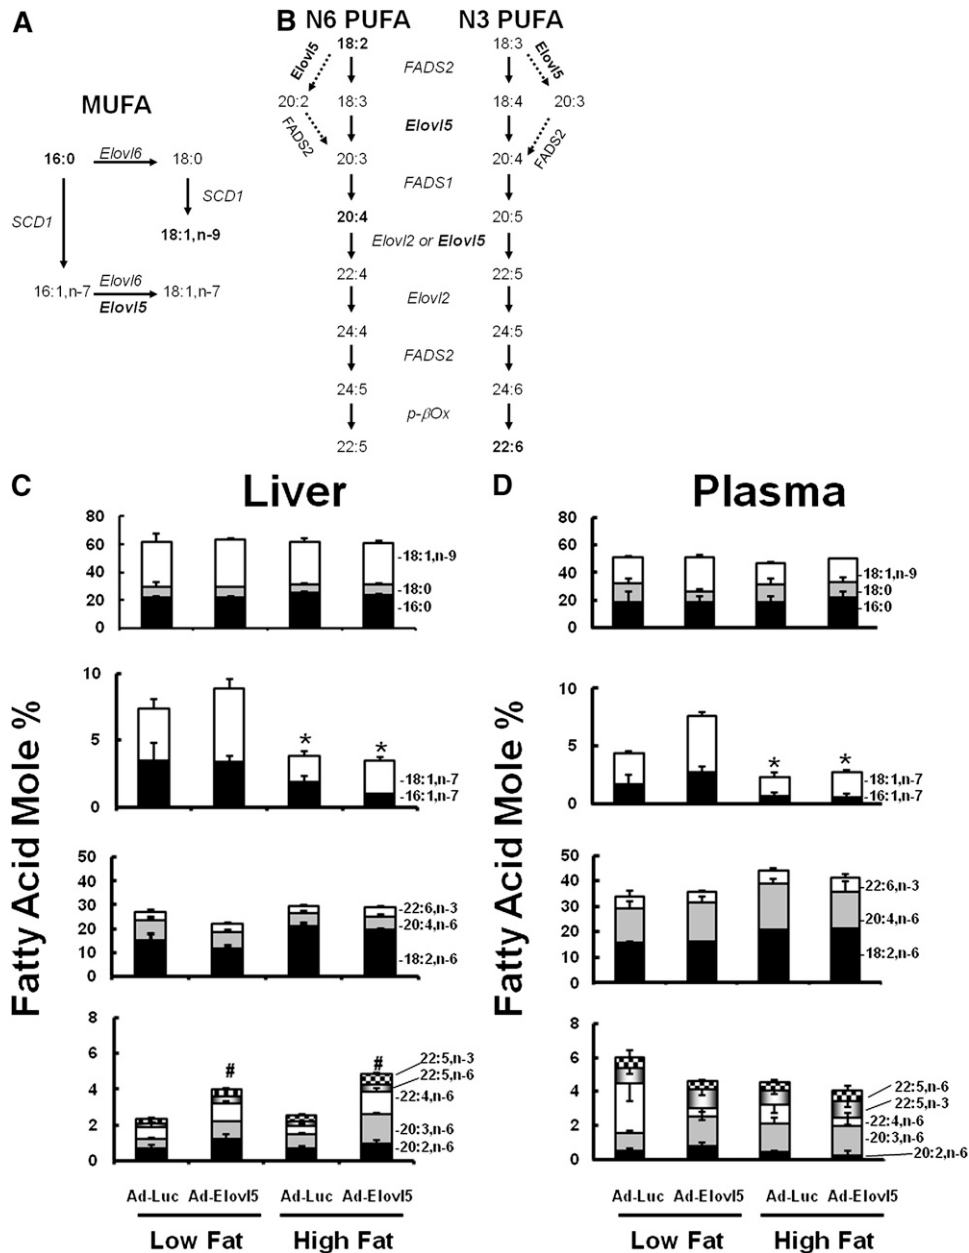 A
MUFA
16:0
Elovl6
18:0
SCD1
SCD1
18:1,n-9
16:1,n-7
Elovl6
Elovl5
18:1,n-7
B
N6 PUFA
N3 PUFA
18:2
18:3
Elovl5
FADS2
Elovl5
20:2
18:3
18:4
20:3
FADS2
Elovl5
FADS2
20:3
20:4
FADS1
20:4
20:5
Elovl2 or Elovl5
22:4
22:5
Elovl2
24:4
24:5
FADS2
24:5
24:6
p-βOx
22:5
22:6
C
Liver
Fatty Acid Mole %
80
60
40
20
0
-18:1,n-9
-18:0
-16:0
10
5
0
*
*
-18:1,n-7
-16:1,n-7
50
40
30
20
10
0
-22:6,n-3
-20:4,n-6
-18:2,n-6
8
6
4
2
0
#
#
22:5,n-3
22:5,n-6
-22:4,n-6
-20:3,n-6
-20:2,n-6
Ad-Luc Ad-Elovl5 Ad-Luc Ad-Elovl5
Low Fat High Fat
D
Plasma
Fatty Acid Mole %
80
60
40
20
0
-18:1,n-9
-18:0
-16:0
10
5
0
*
*
-18:1,n-7
-16:1,n-7
50
40
30
20
10
0
-22:6,n-3
-20:4,n-6
-18:2,n-6
8
6
4
2
0
22:5,n-6
22:5,n-3
-22:4,n-6
-20:3,n-6
20:2,n-6
Ad-Luc Ad-Elovl5 Ad-Luc Ad-Elovl5
Low Fat High Fat